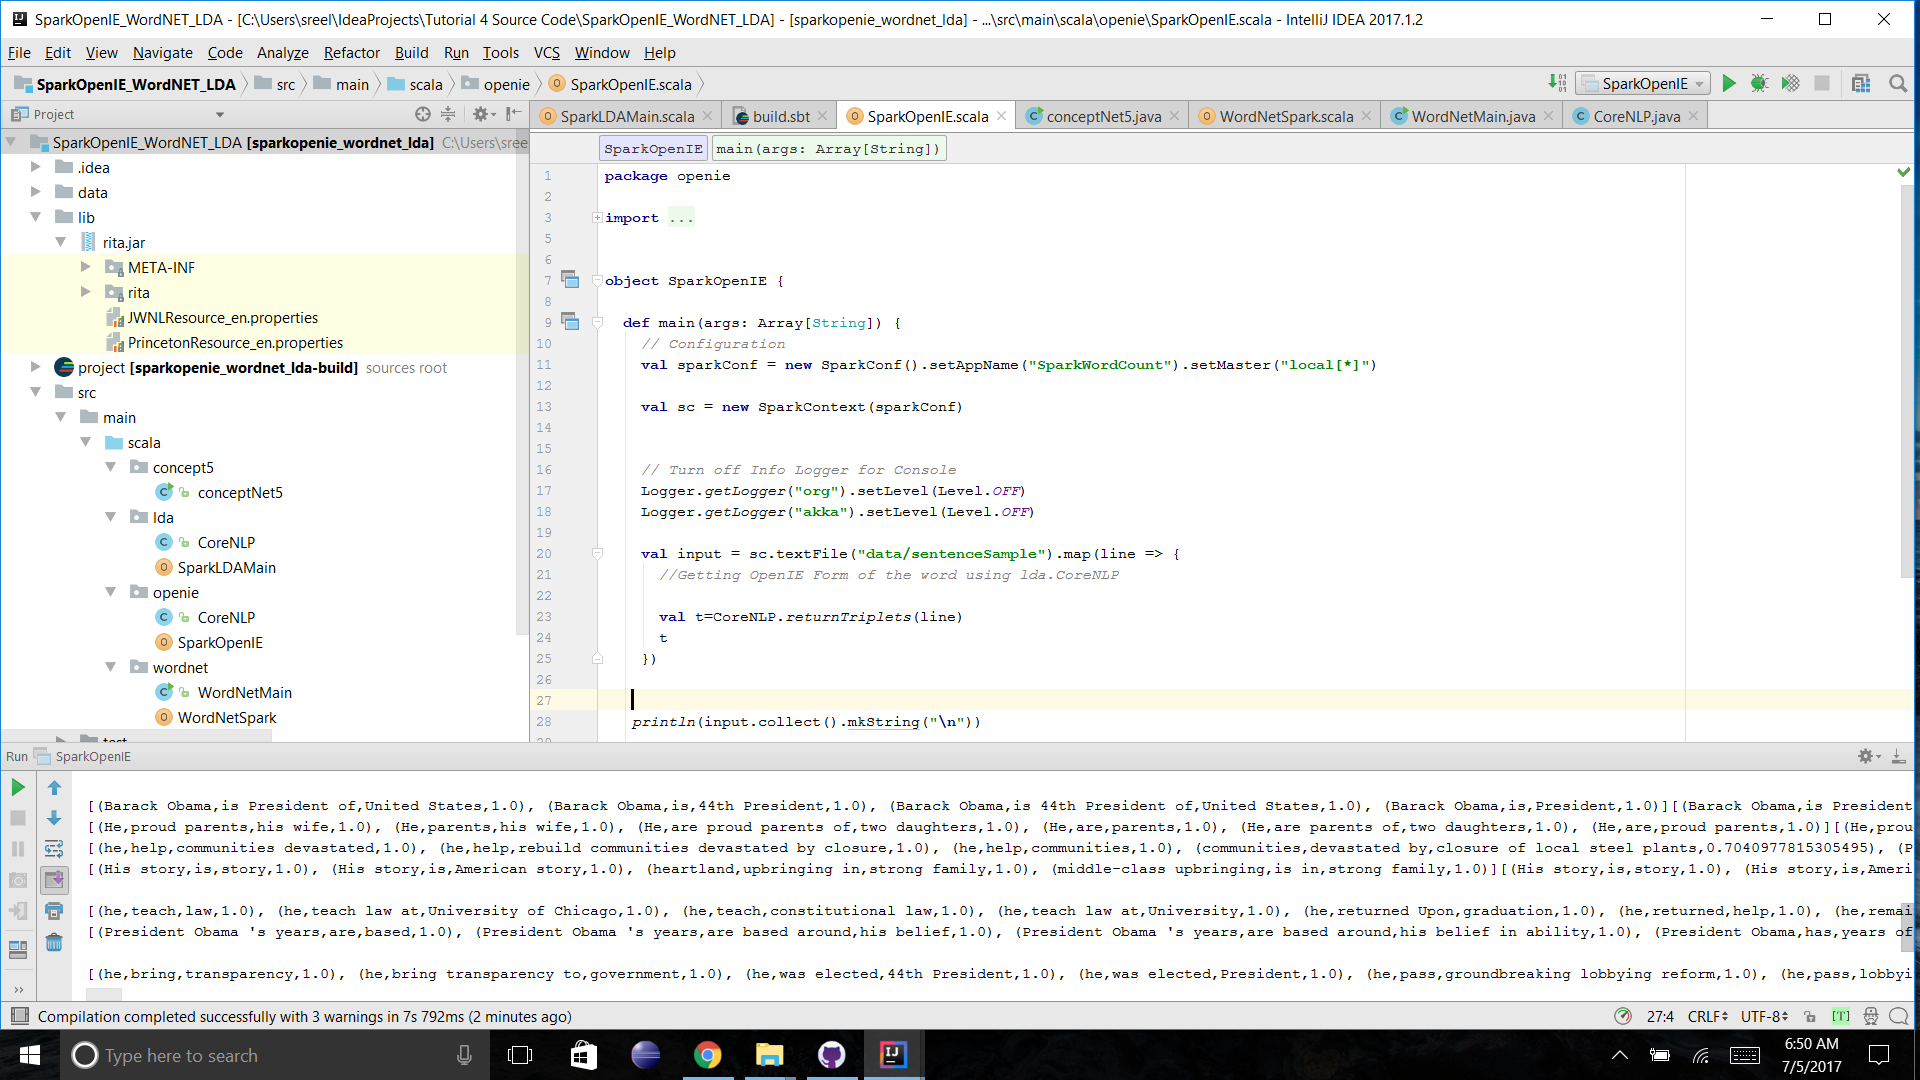 SparkOpenIE_WordNET_LDA - [C:\Users\sreel\IdeaProjects\Tutorial 4 Source Code\SparkOpenIE_WordNET_LDA] - [sparkopenie_wordnet_lda] - ...\src\main\scala\openie\SparkOpenIE.scala - IntelliJ IDEA 2017.1.2
File Edit View Navigate Code Analyze Refactor Build Run Tools VCS Window Help
SparkOpenIE_WordNET_LDA src main scala openie SparkOpenIE.scala SparkOpenIE
Project
SparkLDAMain.scala build.sbt SparkOpenIE.scala conceptNet5.java WordNetSpark.scala WordNetMain.java CoreNLP.java
SparkOpenIE_WordNET_LDA [sparkopenie_wordnet_lda] C:\Users\sree
.idea
data
lib
rita.jar
META-INF
rita
JWNLResource_en.properties
PrincetonResource_en.properties
project [sparkopenie_wordnet_lda-build] sources root
src
main
scala
concept5
conceptNet5
lda
CoreNLP
SparkLDAMain
openie
CoreNLP
SparkOpenIE
wordnet
WordNetMain
WordNetSpark
test
SparkOpenIE main(args: Array[String])
1 package openie
2
3 import ...
5
6
7 object SparkOpenIE {
8
9 def main(args: Array[String]) {
10 // Configuration
11 val sparkConf = new SparkConf().setAppName("SparkWordCount").setMaster("local[*]")
12
13 val sc = new SparkContext(sparkConf)
14
15
16 // Turn off Info Logger for Console
17 Logger.getLogger("org").setLevel(Level.OFF)
18 Logger.getLogger("akka").setLevel(Level.OFF)
19
20 val input = sc.textFile("data/sentenceSample").map(line => {
21 //Getting OpenIE Form of the word using lda.CoreNLP
22
23 val t=CoreNLP.returnTriplets(line)
24 t
25 })
26
27
28 println(input.collect().mkString("\n"))
29
Run SparkOpenIE
[(Barack Obama,is President of,United States,1.0), (Barack Obama,is,44th President,1.0), (Barack Obama,is 44th President of,United States,1.0), (Barack Obama,is,President,1.0)][(Barack Obama,is President
[(He,proud parents,his wife,1.0), (He,parents,his wife,1.0), (He,are proud parents of,two daughters,1.0), (He,are,parents,1.0), (He,are parents of,two daughters,1.0), (He,are,proud parents,1.0)][(He,prou
[(he,help,communities devastated,1.0), (he,help,rebuild communities devastated by closure,1.0), (he,help,communities,1.0), (communities,devastated by,closure of local steel plants,0.7040977815305495), (P
[(His story,is,story,1.0), (His story,is,American story,1.0), (heartland,upbringing in,strong family,1.0), (middle-class upbringing,is in,strong family,1.0)][(His story,is,story,1.0), (His story,is,Ameri
[(he,teach,law,1.0), (he,teach law at,University of Chicago,1.0), (he,teach,constitutional law,1.0), (he,teach law at,University,1.0), (he,returned Upon,graduation,1.0), (he,returned,help,1.0), (he,remai
[(President Obama 's years,are,based,1.0), (President Obama 's years,are based around,his belief,1.0), (President Obama 's years,are based around,his belief in ability,1.0), (President Obama,has,years of
[(he,bring,transparency,1.0), (he,bring transparency to,government,1.0), (he,was elected,44th President,1.0), (he,was elected,President,1.0), (he,pass,groundbreaking lobbying reform,1.0), (he,pass,lobbyi
Compilation completed successfully with 3 warnings in 7s 792ms (2 minutes ago) 27:4 CRLF UTF-8 [T]
Type here to search
6:50 AM
7/5/2017